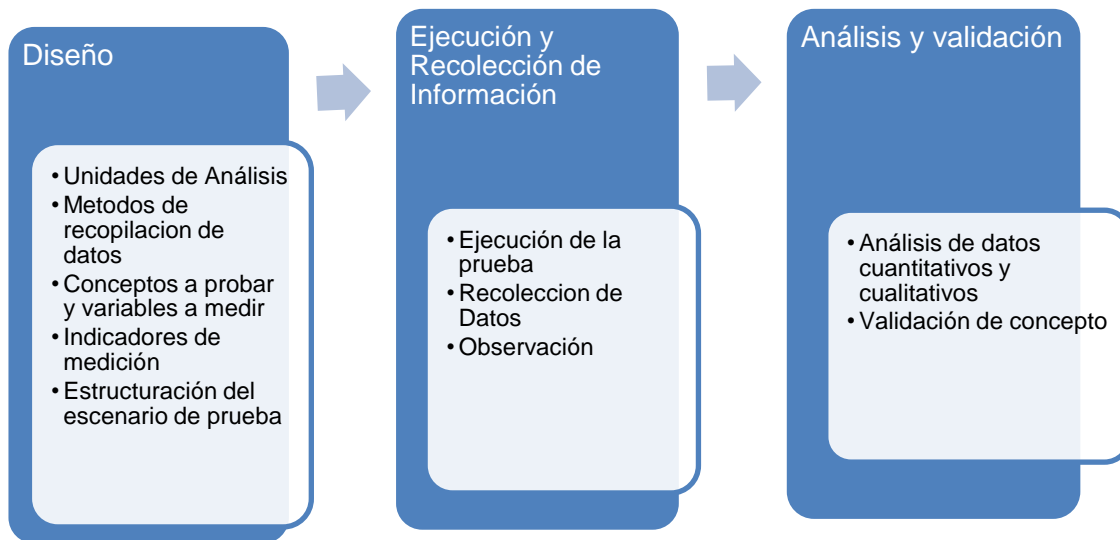 Diseño
• Unidades de Análisis
• Metodos de
recopilacion de
datos
• Conceptos a probar
y variables a medir
• Indicadores de
medición
• Estructuración del
escenario de prueba
Ejecución y
Recolección de
Información
• Ejecución de la
prueba
• Recoleccion de
Datos
• Observación
Análisis y validación
• Análisis de datos
cuantitativos y
cualitativos
• Validación de concepto